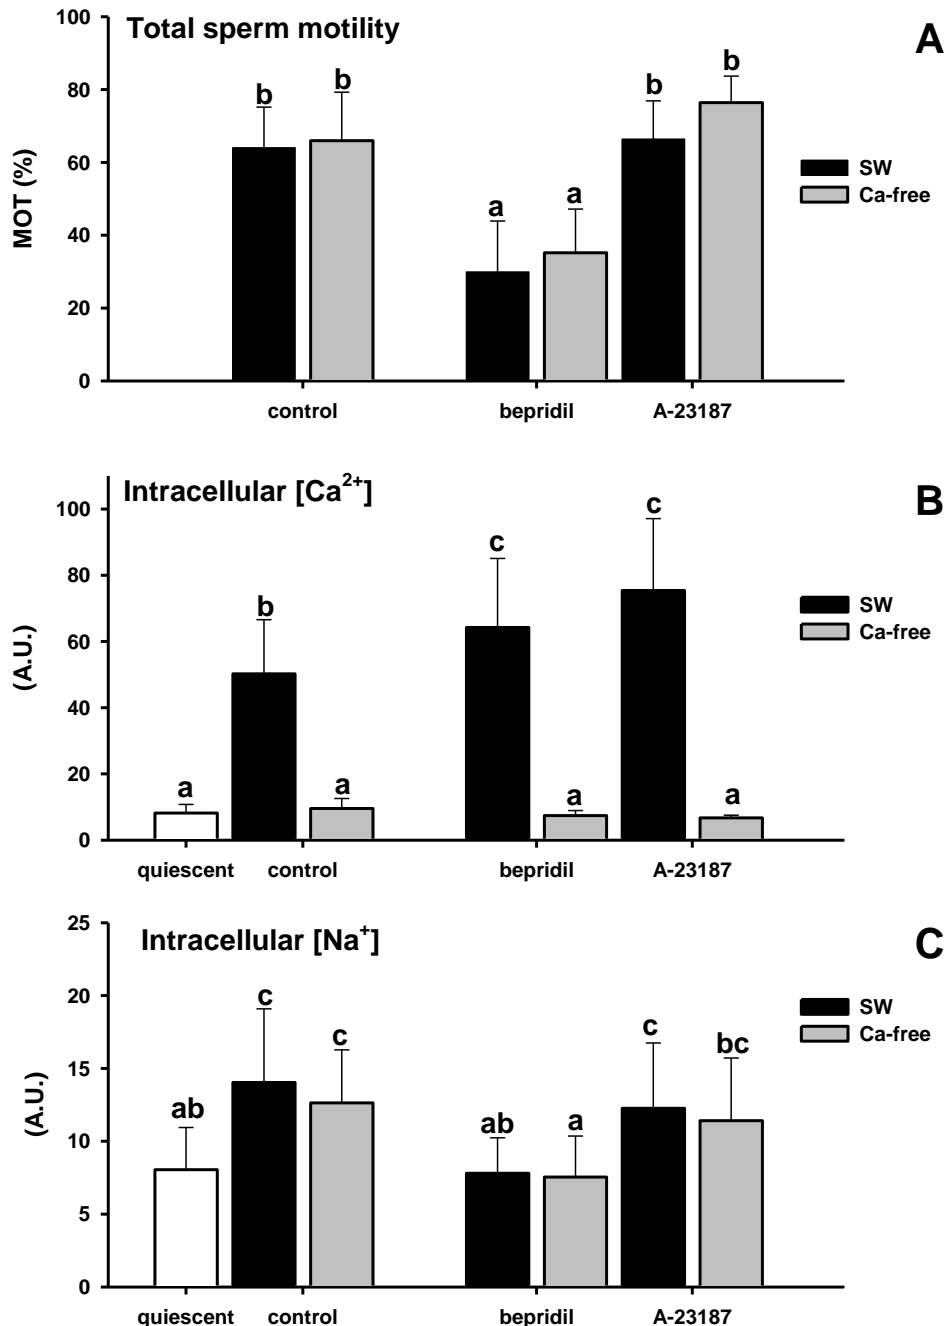 Total sperm motility
A
100
80
60
40
20
0
MOT (%)
b
b
a
a
b
b
SW
Ca-free
control
bepridil
A-23187
Intracellular [Ca²⁺]
B
100
80
60
40
20
0
(A.U.)
a
b
a
c
a
c
a
SW
Ca-free
quiescent
control
bepridil
A-23187
Intracellular [Na⁺]
C
25
20
15
10
5
0
(A.U.)
ab
c
c
ab
a
c
bc
SW
Ca-free
quiescent
control
bepridil
A-23187